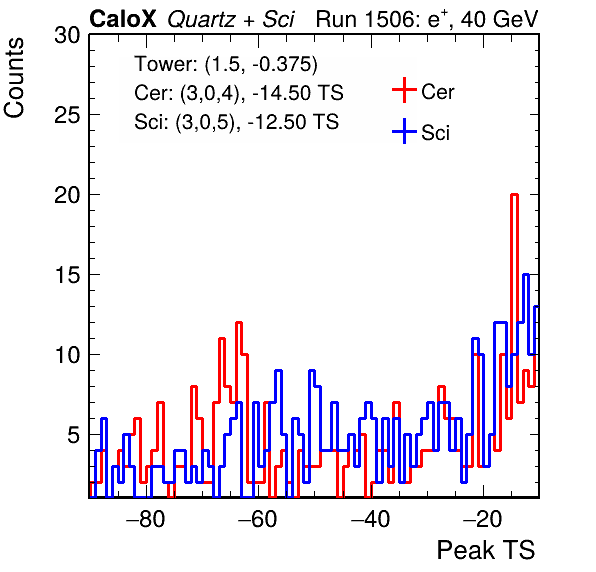 CaloX Quartz + Sci Run 1506: e⁺, 40 GeV
Counts
30
25
20
15
10
5
Tower: (1.5, -0.375)
Cer: (3,0,4), -14.50 TS
Sci: (3,0,5), -12.50 TS
Cer
Sci
−80 −60 −40 −20
Peak TS